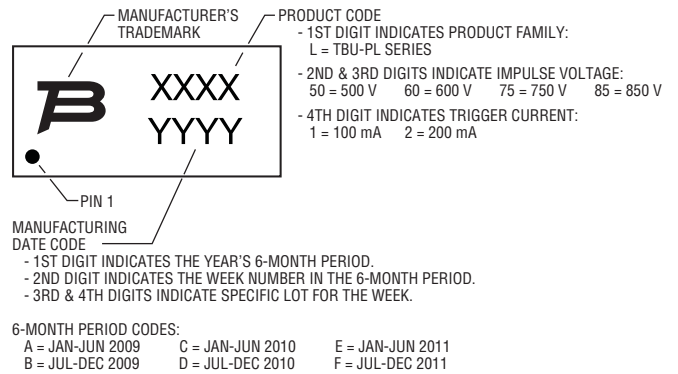 MANUFACTURER'S
TRADEMARK
PRODUCT CODE
- 1ST DIGIT INDICATES PRODUCT FAMILY:
L = TBU-PL SERIES
- 2ND & 3RD DIGITS INDICATE IMPULSE VOLTAGE:
50 = 500 V 60 = 600 V 75 = 750 V 85 = 850 V
- 4TH DIGIT INDICATES TRIGGER CURRENT:
1 = 100 mA 2 = 200 mA
B
XXXX
YYYY
PIN 1
MANUFACTURING
DATE CODE
- 1ST DIGIT INDICATES THE YEAR'S 6-MONTH PERIOD.
- 2ND DIGIT INDICATES THE WEEK NUMBER IN THE 6-MONTH PERIOD.
- 3RD & 4TH DIGITS INDICATE SPECIFIC LOT FOR THE WEEK.
6-MONTH PERIOD CODES:
A = JAN-JUN 2009 C = JAN-JUN 2010 E = JAN-JUN 2011
B = JUL-DEC 2009 D = JUL-DEC 2010 F = JUL-DEC 2011